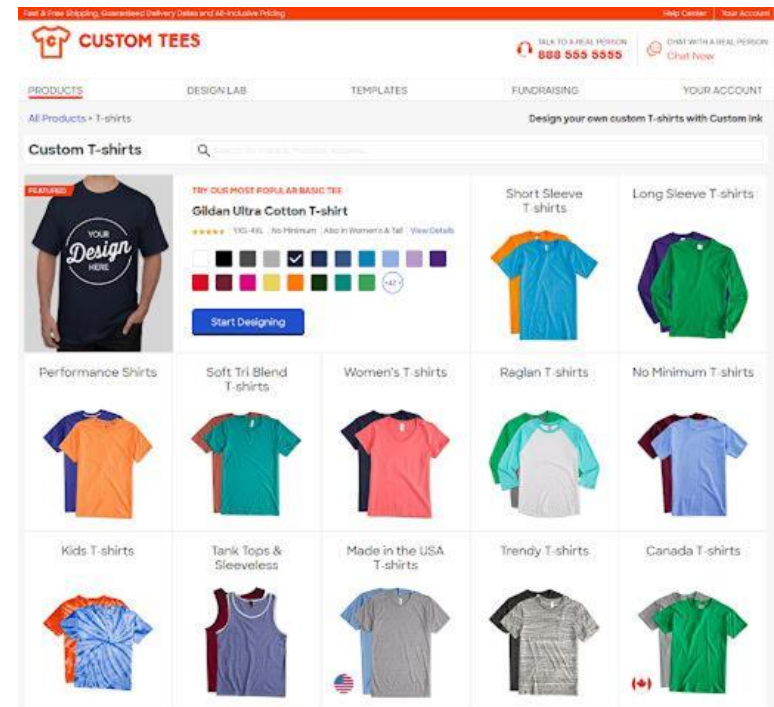 Fast & Free Shipping, Guaranteed Delivery Dates and All-Inclusive Pricing
Help Center
Your Account
CUSTOM TEES
TALK TO A REAL PERSON
888 555 5555
CHAT WITH A REAL PERSON
Chat Now
PRODUCTS
DESIGN LAB
TEMPLATES
FUNDRAISING
YOUR ACCOUNT
All Products • T-shirts
Design your own custom T-shirts with Custom Ink
Custom T-shirts
FEATURED
YOUR
Design
HERE
TRY OUR MOST POPULAR BASIC TEE
Gildan Ultra Cotton T-shirt
YXS-4XL
No Minimum
Also in Women's & Tall
View Details
+42
Start Designing
Short Sleeve
T-shirts
Long Sleeve T-shirts
Performance Shirts
Soft Tri Blend
T-shirts
Women's T-shirts
Raglan T-shirts
No Minimum T-shirts
Kids T-shirts
Tank Tops &
Sleeveless
Made in the USA
T-shirts
Trendy T-shirts
Canada T-shirts